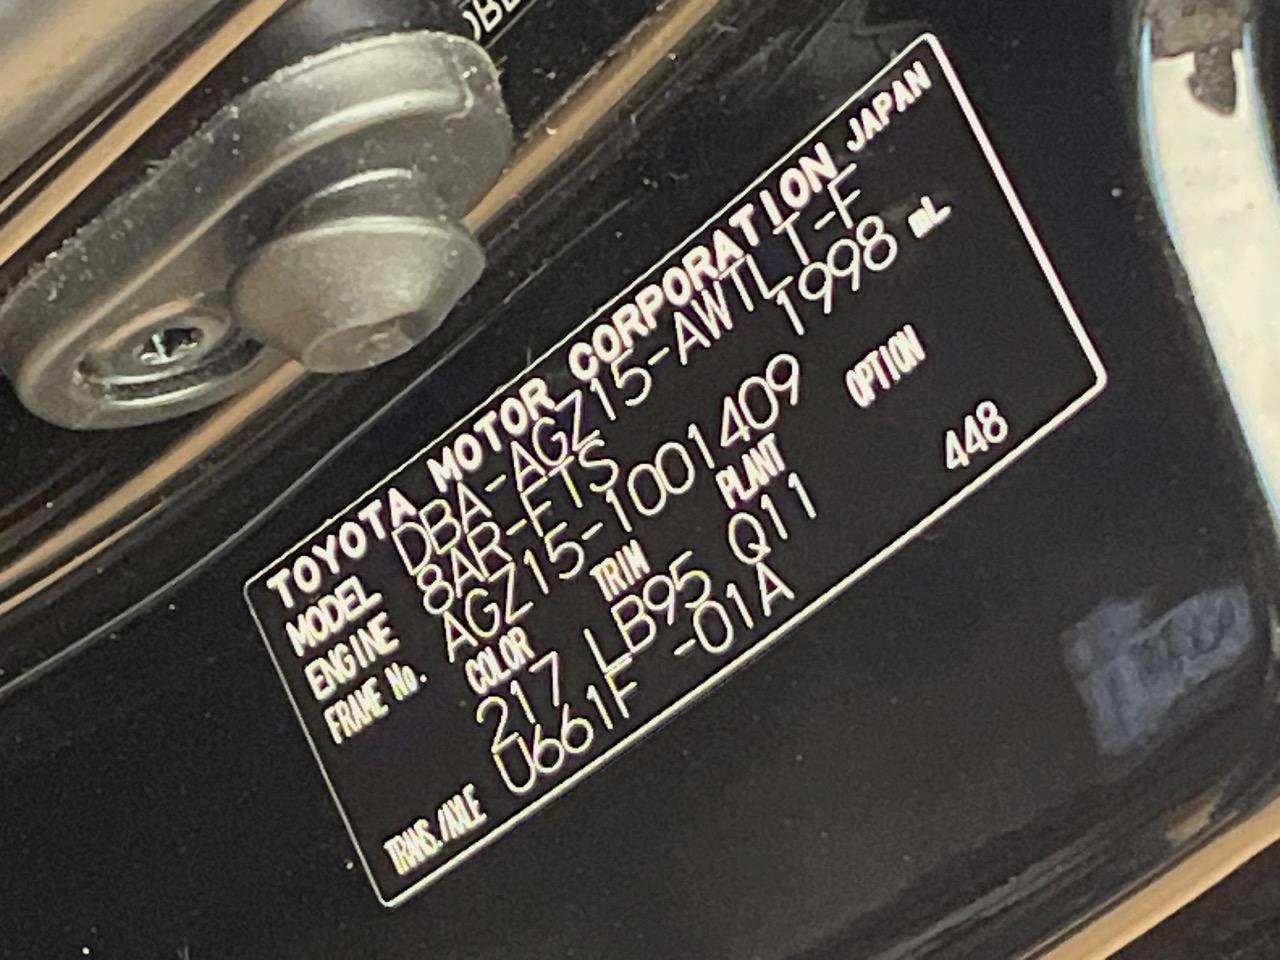 TOYOTA MOTOR CORPORATION JAPAN
MODEL DBA-AGZ15-AWTLT-F
ENGINE 8AR-FTS 1998 mL
FRAME No. AGZ15-1001409
COLOR TRIM PLANT OPTION
217 LB95 Q11 448
TRANS./AXLE U661F -01A